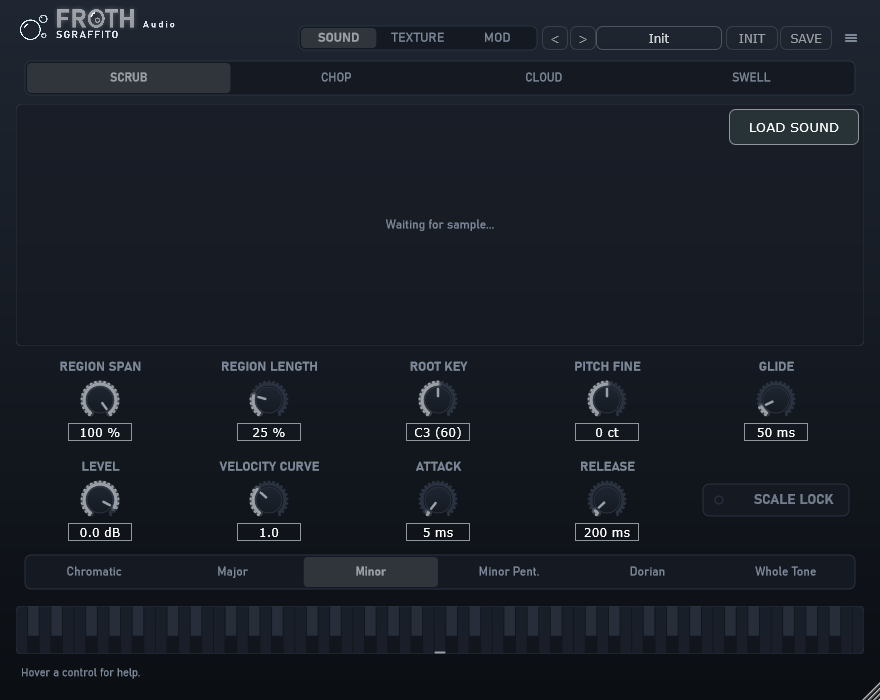 FROTH Audio
SGRAFFITO
SOUND TEXTURE MOD < > Init INIT SAVE
SCRUB CHOP CLOUD SWELL
LOAD SOUND
Waiting for sample...
REGION SPAN REGION LENGTH ROOT KEY PITCH FINE GLIDE
100 % 25 % C3 (60) 0 ct 50 ms
LEVEL VELOCITY CURVE ATTACK RELEASE
SCALE LOCK
0.0 dB 1.0 5 ms 200 ms
Chromatic Major Minor Minor Pent. Dorian Whole Tone
Hover a control for help.